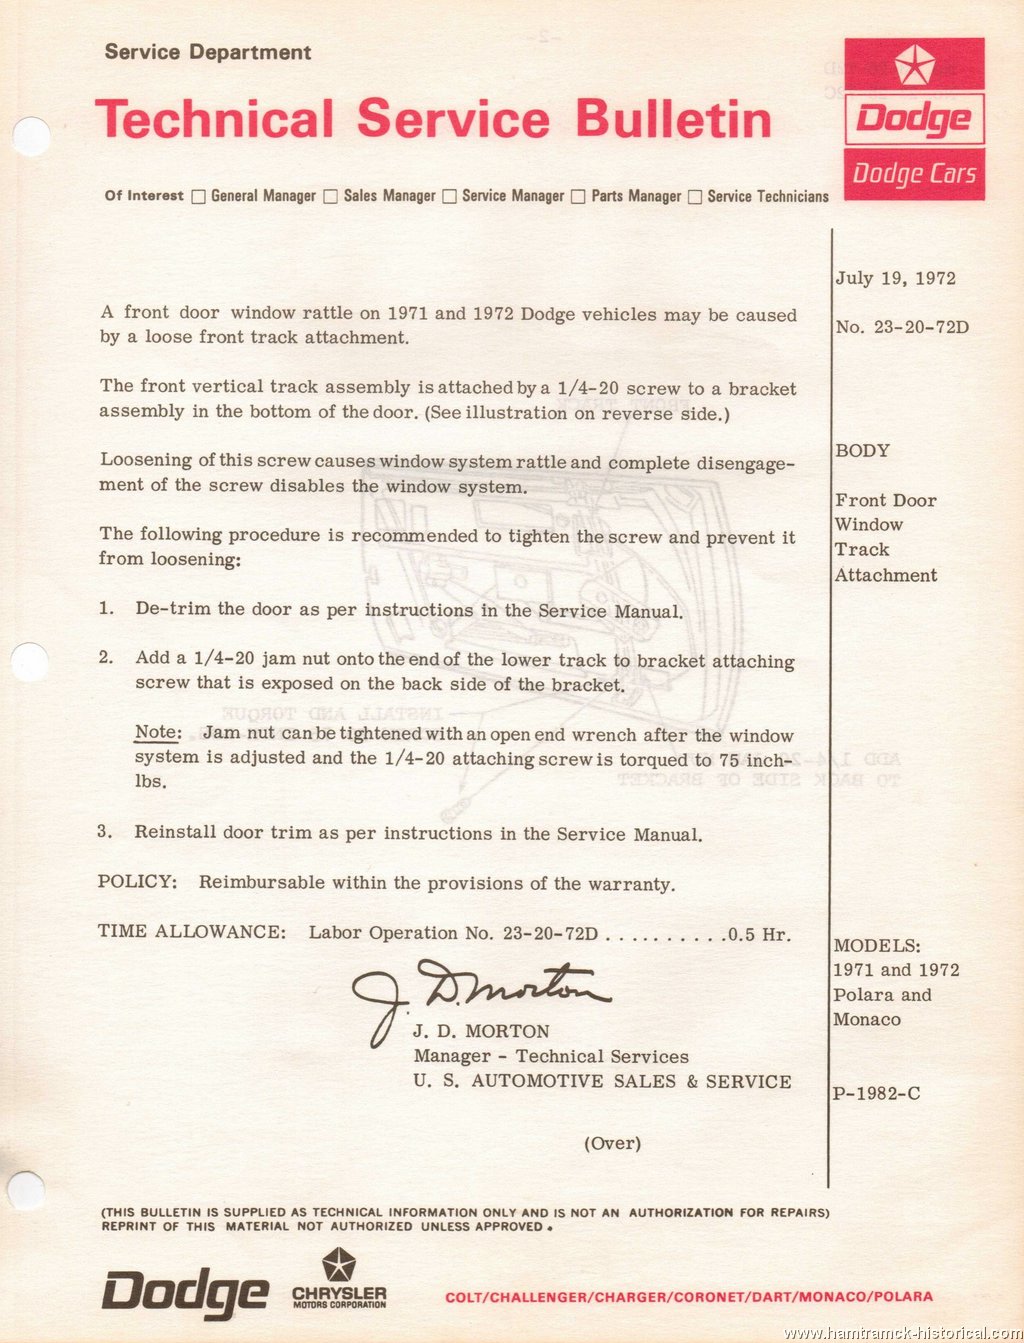 Service Department
Technical Service Bulletin
Dodge
Dodge Cars
Of Interest □ General Manager □ Sales Manager □ Service Manager □ Parts Manager □ Service Technicians
July 19, 1972
No. 23-20-72D
A front door window rattle on 1971 and 1972 Dodge vehicles may be caused
by a loose front track attachment.
The front vertical track assembly is attached by a 1/4-20 screw to a bracket
assembly in the bottom of the door. (See illustration on reverse side.)
BODY
Loosening of this screw causes window system rattle and complete disengage-
ment of the screw disables the window system.
Front Door
Window
Track
Attachment
The following procedure is recommended to tighten the screw and prevent it
from loosening:
1. De-trim the door as per instructions in the Service Manual.
2. Add a 1/4-20 jam nut onto the end of the lower track to bracket attaching
screw that is exposed on the back side of the bracket.
Note: Jam nut can be tightened with an open end wrench after the window
system is adjusted and the 1/4-20 attaching screw is torqued to 75 inch-
lbs.
3. Reinstall door trim as per instructions in the Service Manual.
POLICY: Reimbursable within the provisions of the warranty.
TIME ALLOWANCE: Labor Operation No. 23-20-72D . . . . . . . . . .0.5 Hr.
MODELS:
1971 and 1972
Polara and
Monaco
J. D. Morton
J. D. MORTON
Manager - Technical Services
U. S. AUTOMOTIVE SALES & SERVICE
P-1982-C
(Over)
(THIS BULLETIN IS SUPPLIED AS TECHNICAL INFORMATION ONLY AND IS NOT AN AUTHORIZATION FOR REPAIRS)
REPRINT OF THIS MATERIAL NOT AUTHORIZED UNLESS APPROVED.
Dodge
CHRYSLER
MOTORS CORPORATION
COLT/CHALLENGER/CHARGER/CORONET/DART/MONACO/POLARA
www.hamtramck-historical.com